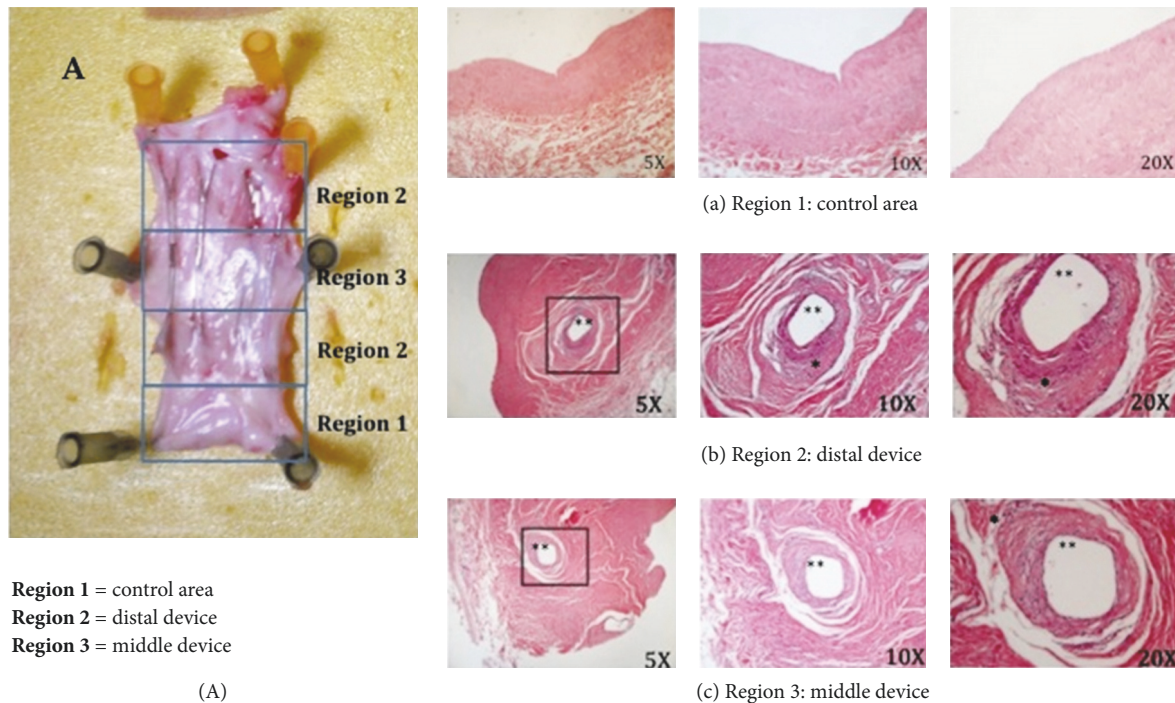 A
Region 2
Region 3
Region 2
Region 1
Region 1 = control area
Region 2 = distal device
Region 3 = middle device
(A)
5X
10X
20X
(a) Region 1: control area
**
5X
**
*
10X
**
*
20X
(b) Region 2: distal device
**
5X
**
10X
*
**
20X
(c) Region 3: middle device